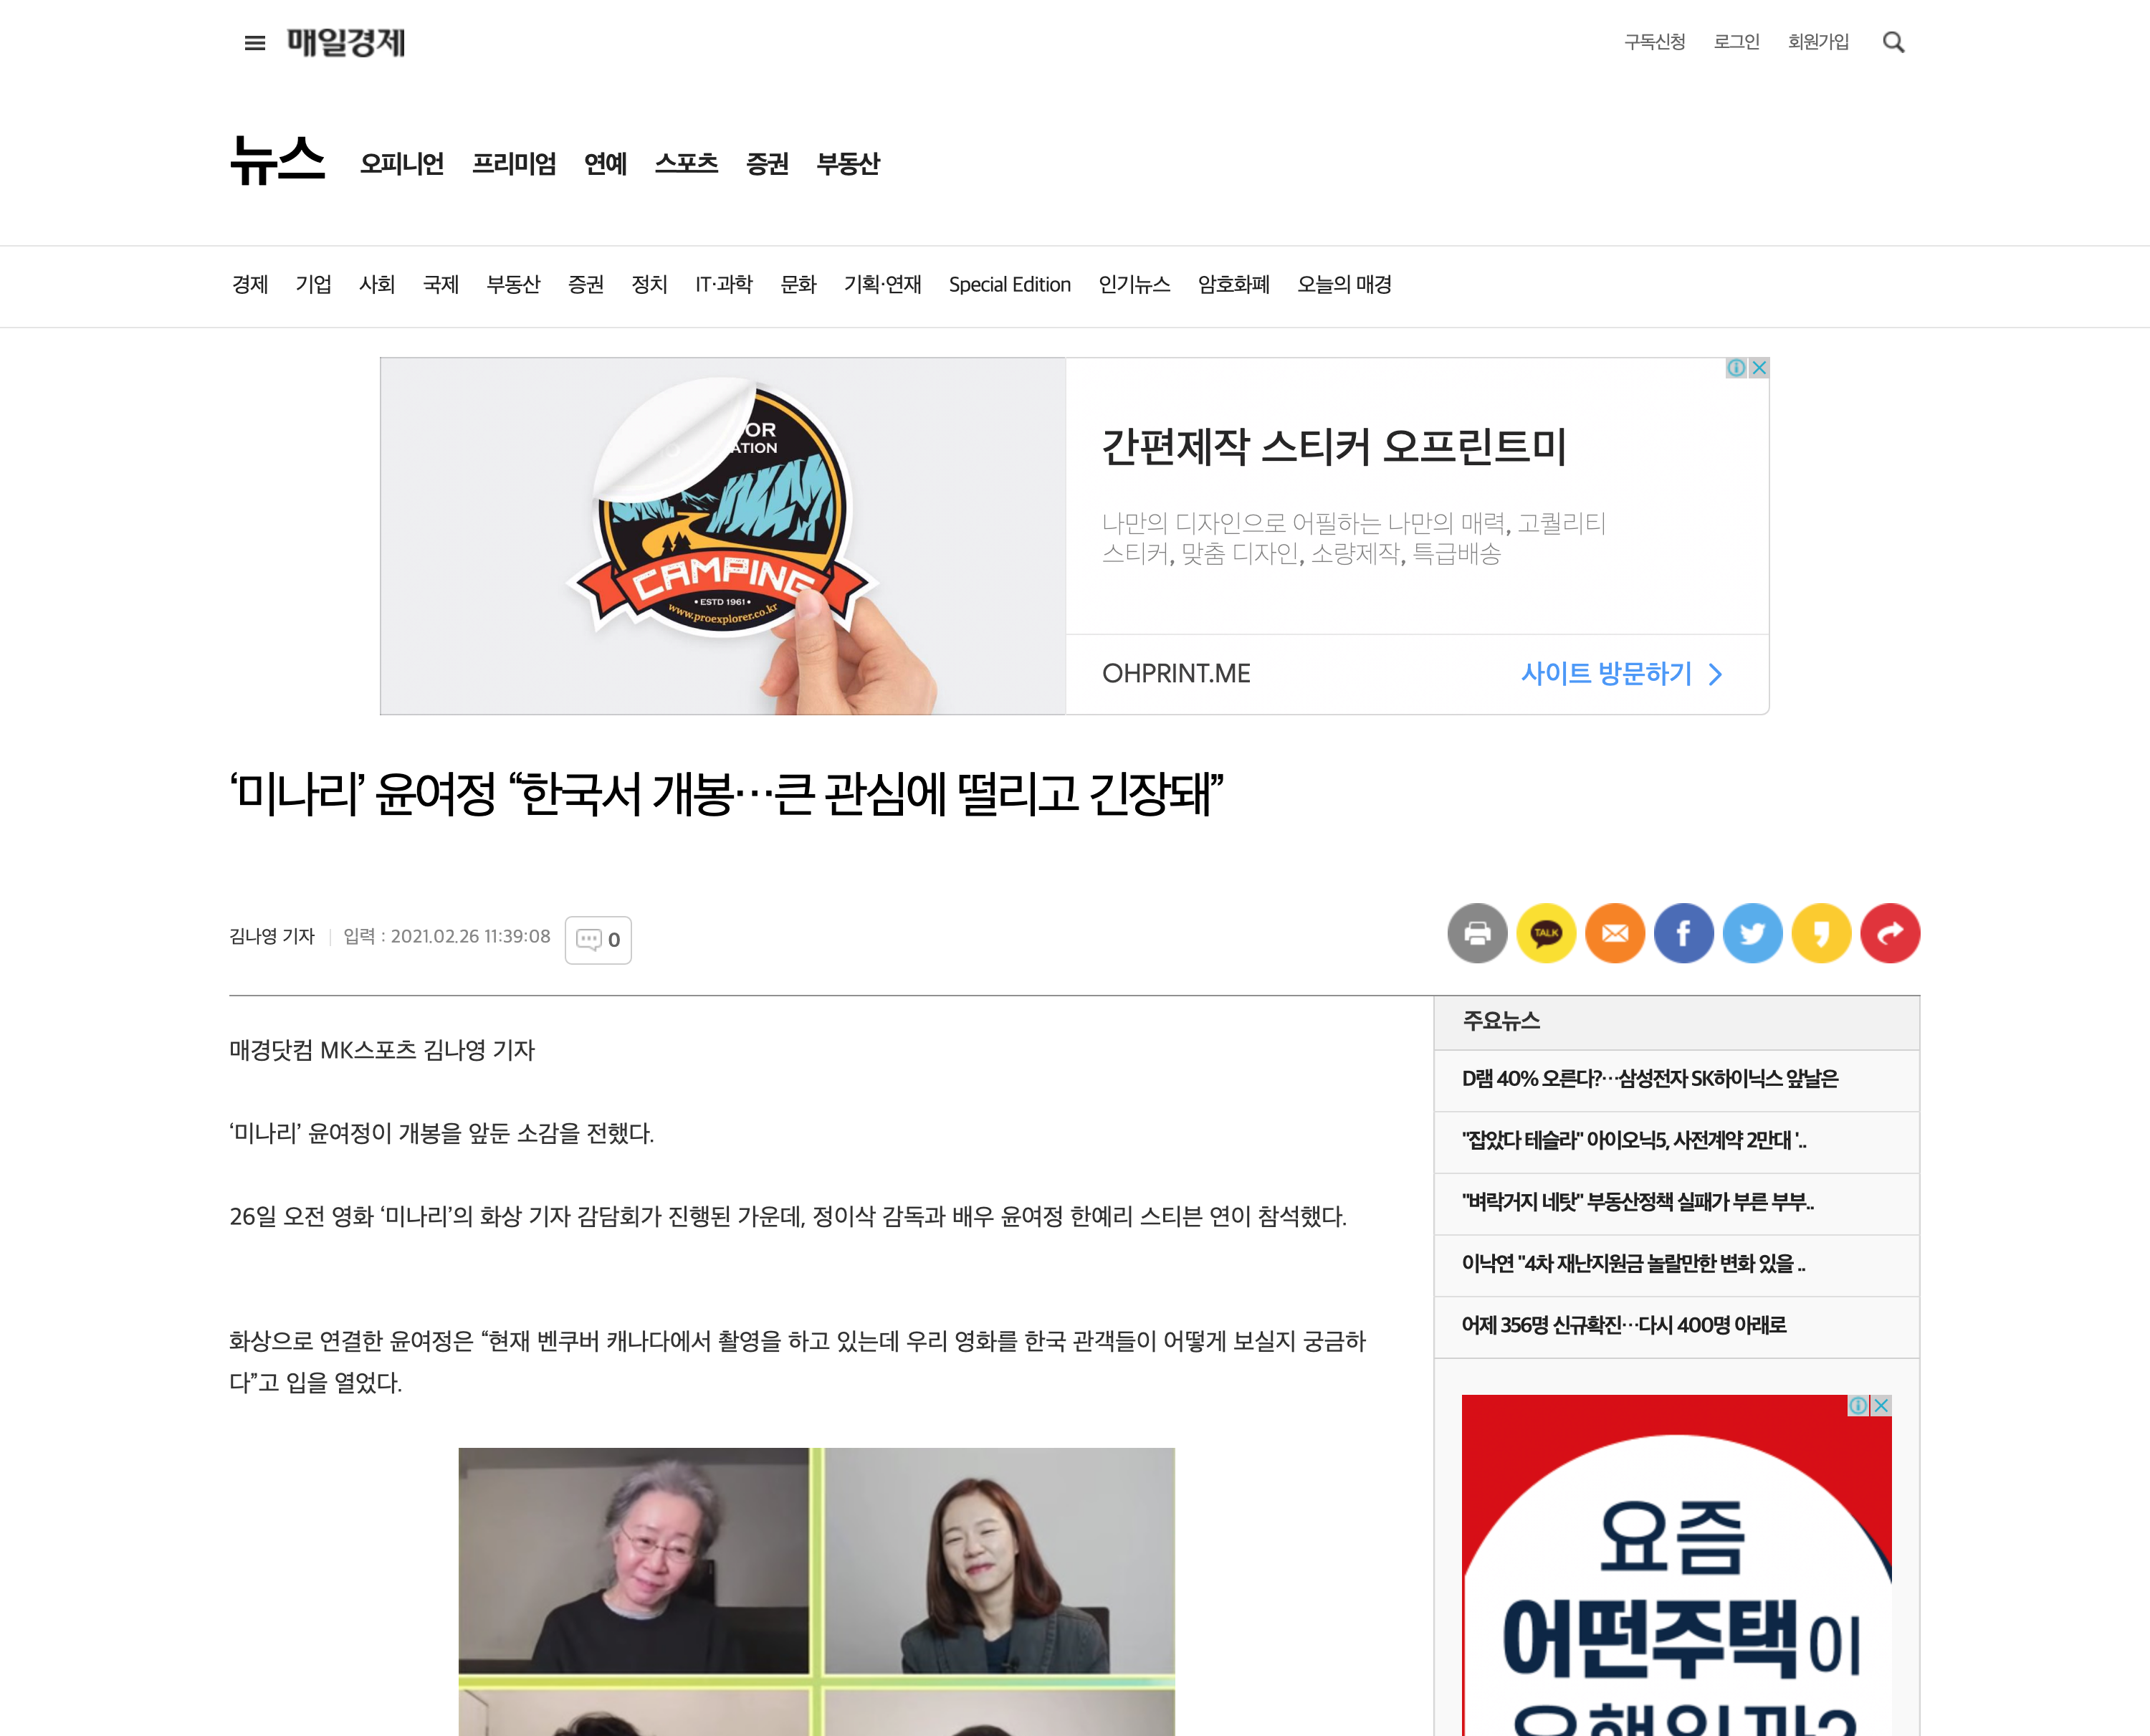 매일경제
구독신청 로그인 회원가입
뉴스 오피니언 프리미엄 연예 스포츠 증권 부동산
경제 기업 사회 국제 부동산 증권 정치 IT·과학 문화 기획·연재 Special Edition 인기뉴스 암호화폐 오늘의 매경
OR
ATION
CAMPING
• ESTD 1961 •
www.proexplorer.co.kr
간편제작 스티커 오프린트미
나만의 디자인으로 어필하는 나만의 매력, 고퀄리티
스티커, 맞춤 디자인, 소량제작, 특급배송
OHPRINT.ME
사이트 방문하기
‘미나리’ 윤여정 “한국서 개봉…큰 관심에 떨리고 긴장돼”
김나영 기자 입력 : 2021.02.26 11:39:08 0
TALK
매경닷컴 MK스포츠 김나영 기자
‘미나리’ 윤여정이 개봉을 앞둔 소감을 전했다.
26일 오전 영화 ‘미나리’의 화상 기자 감담회가 진행된 가운데, 정이삭 감독과 배우 윤여정 한예리 스티븐 연이 참석했다.
화상으로 연결한 윤여정은 “현재 벤쿠버 캐나다에서 촬영을 하고 있는데 우리 영화를 한국 관객들이 어떻게 보실지 궁금하
다”고 입을 열었다.
주요뉴스
D램 40% 오른다?…삼성전자 SK하이닉스 앞날은
"잡았다 테슬라" 아이오닉5, 사전계약 2만대 '..
"벼락거지 네탓" 부동산정책 실패가 부른 부부..
이낙연 "4차 재난지원금 놀랄만한 변화 있을 ..
어제 356명 신규확진…다시 400명 아래로
요즘
어떤주택이